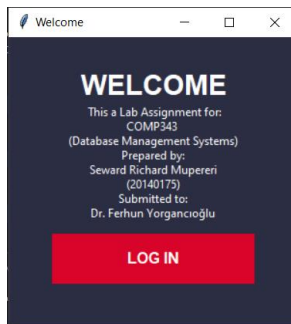 Welcome
WELCOME
This a Lab Assignment for:
COMP343
(Database Management Systems)
Prepared by:
Seward Richard Mupereri
(20140175)
Submitted to:
Dr. Ferhun Yorgancıoğlu
LOG IN